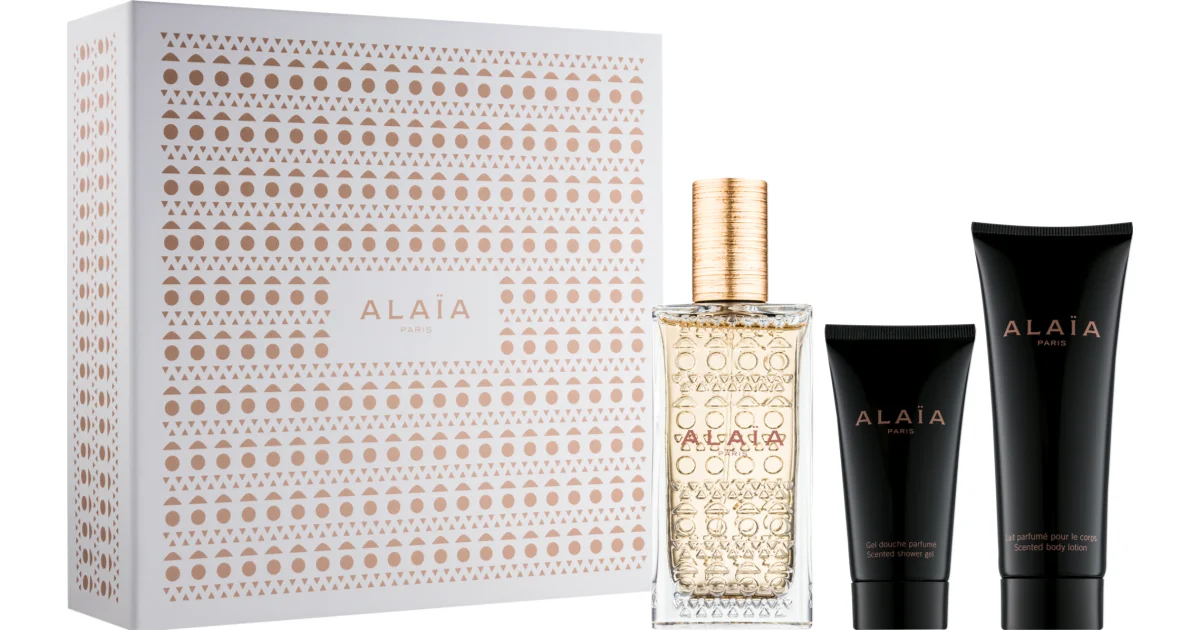 ALAÏA
PARIS
ALAÏA
PARIS
ALAÏA
PARIS
Gel douche parfumé
Scented shower gel
ALAÏA
PARIS
Lait parfumé pour le corps
Scented body lotion